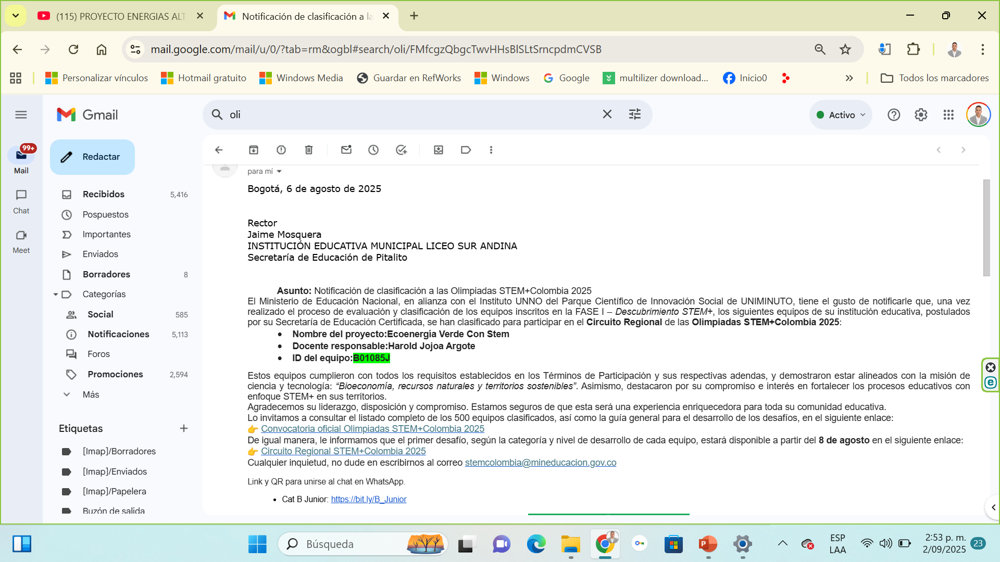 (115) PROYECTO ENERGIAS ALT
Notificación de clasificación a la
mail.google.com/mail/u/0/?tab=rm&ogbl#search/oli/FMfcgzQbgcTwvHHsBlSLtSrncpdmCVSB
Personalizar vínculos
Hotmail gratuito
Windows Media
Guardar en RefWorks
Windows
Google
multilizer download...
Inicio0
Todos los marcadores
Gmail
oli
Activo
99+
Mail
Chat
Meet
Redactar
Recibidos 5,416
Pospuestos
Importantes
Enviados
Borradores 8
Categorías
Social 585
Notificaciones 5,113
Foros
Promociones 2,594
Más
Etiquetas
[Imap]/Borradores
[Imap]/Enviados
[Imap]/Papelera
Buzón de salida
para mí
Bogotá, 6 de agosto de 2025
Rector
Jaime Mosquera
INSTITUCIÓN EDUCATIVA MUNICIPAL LICEO SUR ANDINA
Secretaría de Educación de Pitalito
Asunto: Notificación de clasificación a las Olimpiadas STEM+Colombia 2025
El Ministerio de Educación Nacional, en alianza con el Instituto UNNO del Parque Científico de Innovación Social de UNIMINUTO, tiene el gusto de notificarle que, una vez
realizado el proceso de evaluación y clasificación de los equipos inscritos en la FASE I – Descubrimiento STEM+, los siguientes equipos de su institución educativa, postulados
por su Secretaría de Educación Certificada, se han clasificado para participar en el Circuito Regional de las Olimpiadas STEM+Colombia 2025:
• Nombre del proyecto:Ecoenergía Verde Con Stem
• Docente responsable:Harold Jojoa Argote
• ID del equipo:B01085J
Estos equipos cumplieron con todos los requisitos establecidos en los Términos de Participación y sus respectivas adendas, y demostraron estar alineados con la misión de
ciencia y tecnología: “Bioeconomía, recursos naturales y territorios sostenibles”. Asimismo, destacaron por su compromiso e interés en fortalecer los procesos educativos con
enfoque STEM+ en sus territorios.
Agradecemos su liderazgo, disposición y compromiso. Estamos seguros de que esta será una experiencia enriquecedora para toda su comunidad educativa.
Lo invitamos a consultar el listado completo de los 500 equipos clasificados, así como la guía general para el desarrollo de los desafíos, en el siguiente enlace:
👉 Convocatoria oficial Olimpiadas STEM+Colombia 2025
De igual manera, le informamos que el primer desafío, según la categoría y nivel de desarrollo de cada equipo, estará disponible a partir del 8 de agosto en el siguiente enlace:
👉 Circuito Regional STEM+Colombia 2025
Cualquier inquietud, no dude en escribirnos al correo stemcolombia@mineducacion.gov.co
Link y QR para unirse al chat en WhatsApp.
• Cat B Junior: https://bit.ly/B_Junior
Búsqueda
ESP
LAA
2:53 p. m.
2/09/2025
23